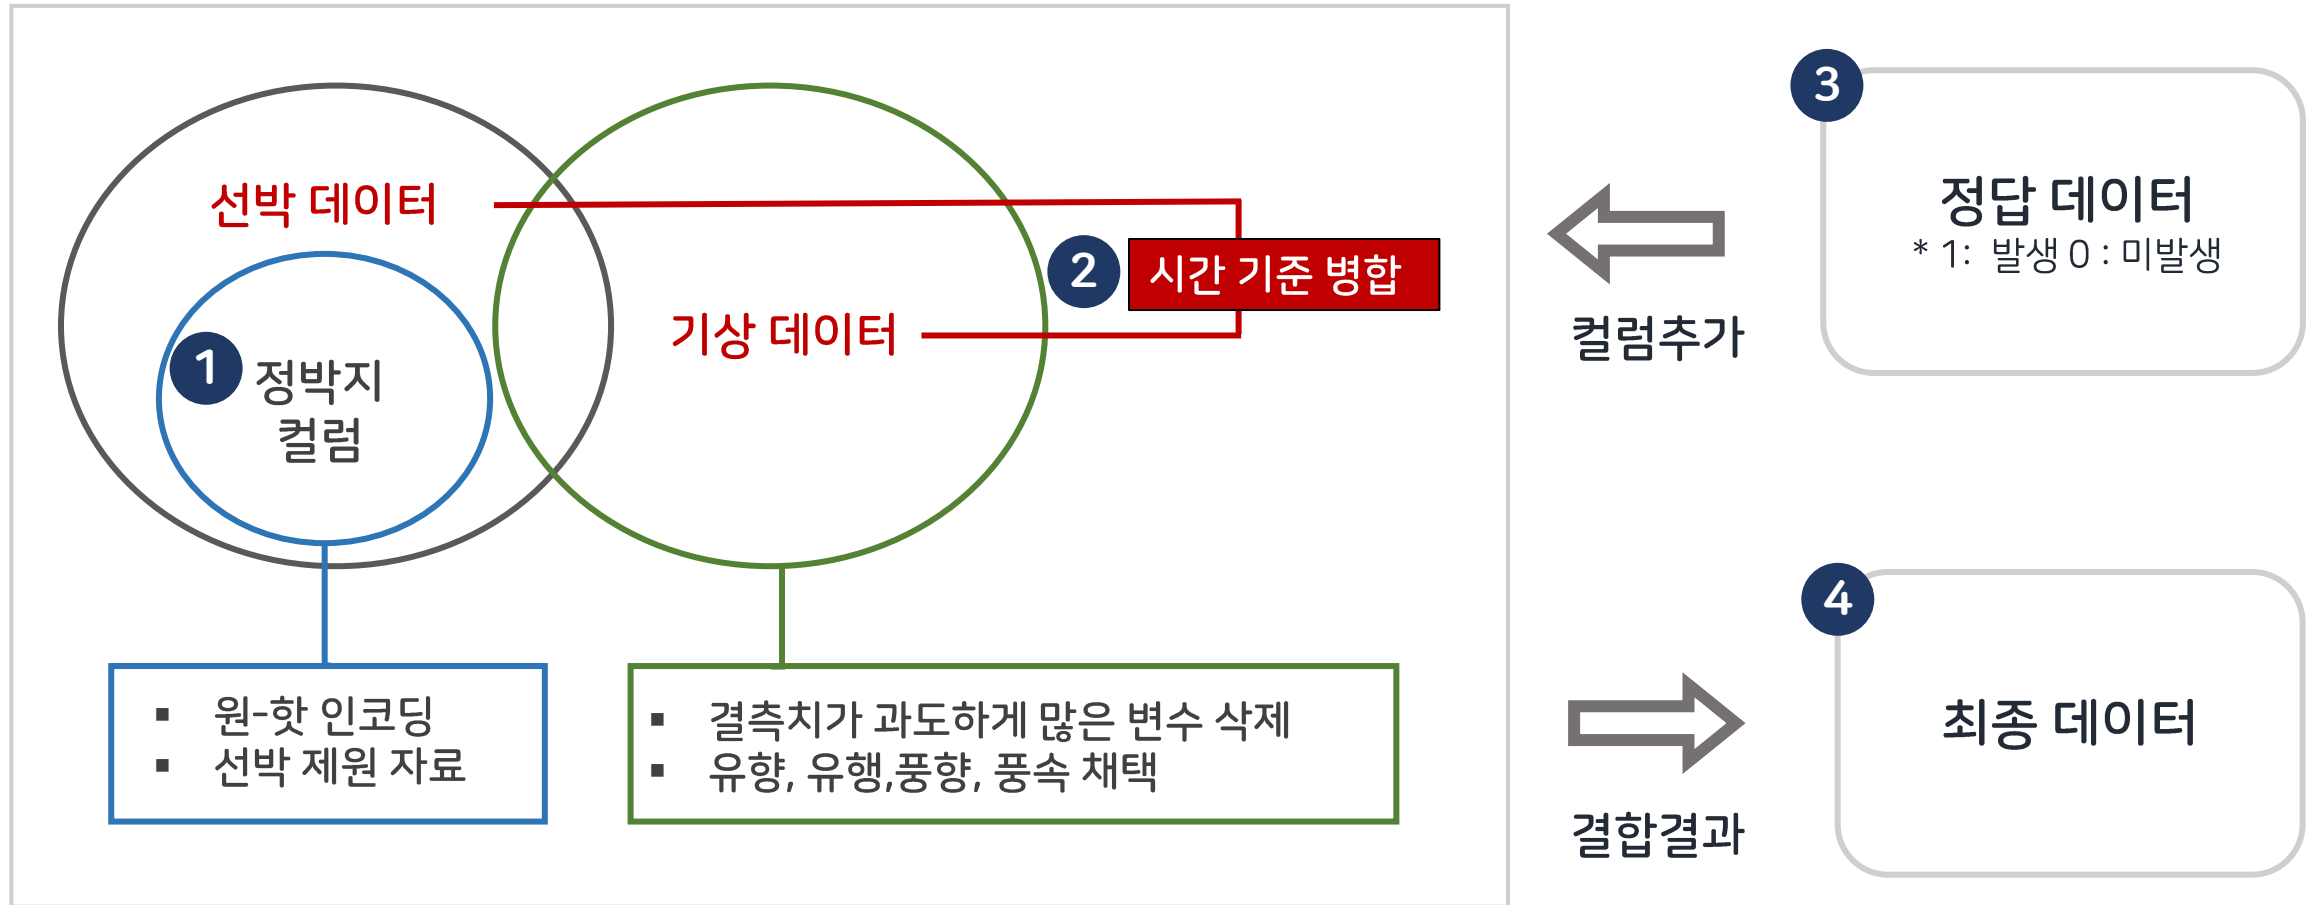 선박 데이터
기상 데이터
1
정박지
컬럼
2
시간 기준 병합
▪ 원-핫 인코딩
▪ 선박 제원 자료
▪ 결측치가 과도하게 많은 변수 삭제
▪ 유향, 유행,풍향, 풍속 채택
컬럼추가
3
정답 데이터
* 1: 발생 0 : 미발생
결합결과
4
최종 데이터